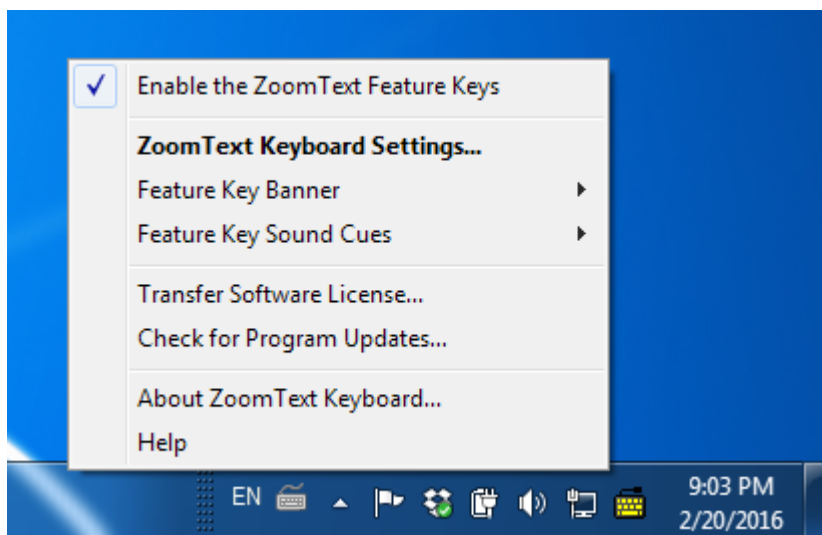 Enable the ZoomText Feature Keys
ZoomText Keyboard Settings...
Feature Key Banner
Feature Key Sound Cues
Transfer Software License...
Check for Program Updates...
About ZoomText Keyboard...
Help
EN
9:03 PM
2/20/2016